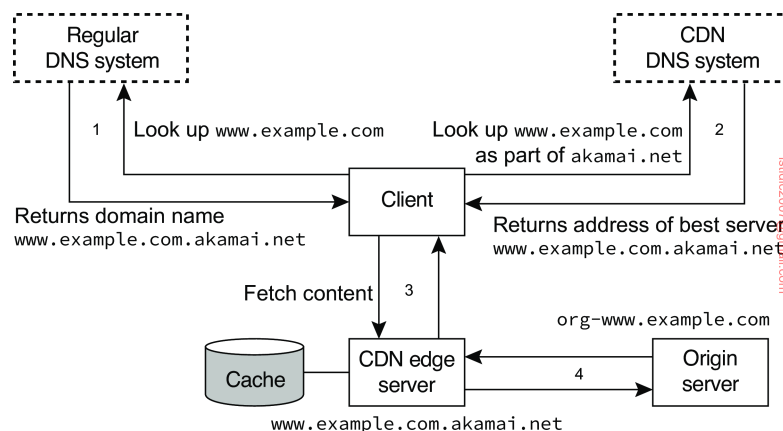 Regular
DNS system
CDN
DNS system
1
Look up www.example.com
Look up www.example.com
as part of akamai.net
2
Client
Returns domain name
www.example.com.akamai.net
Returns address of best server
www.example.com.akamai.net
Fetch content
3
org-www.example.com
Cache
CDN edge
server
4
Origin
server
www.example.com.akamai.net